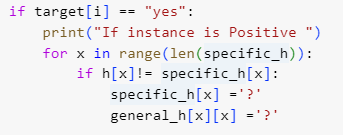 if target[i] == "yes":
    print("If instance is Positive ")
    for x in range(len(specific_h)):
        if h[x]!= specific_h[x]:
            specific_h[x] ='?'
            general_h[x][x] ='?'